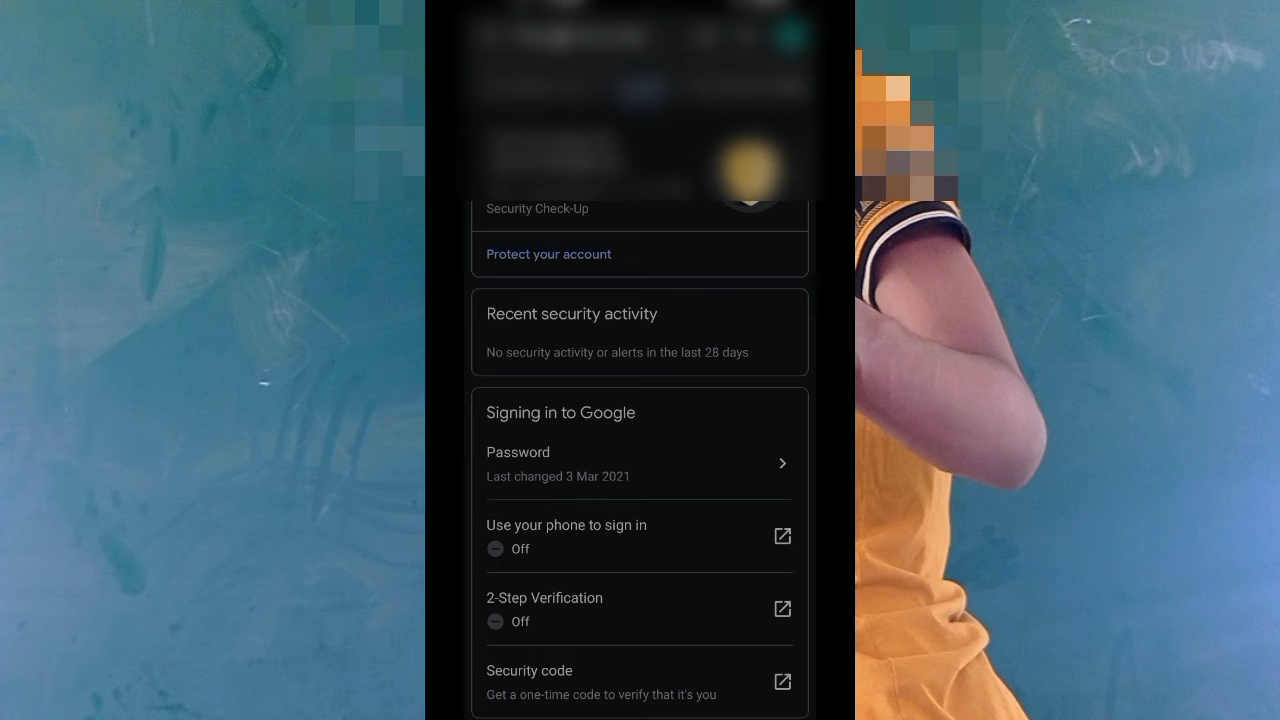 Security Check-Up
Protect your account
Recent security activity
No security activity or alerts in the last 28 days
Signing in to Google
Password
Last changed 3 Mar 2021
Use your phone to sign in
Off
2-Step Verification
Off
Security code
Get a one-time code to verify that it's you